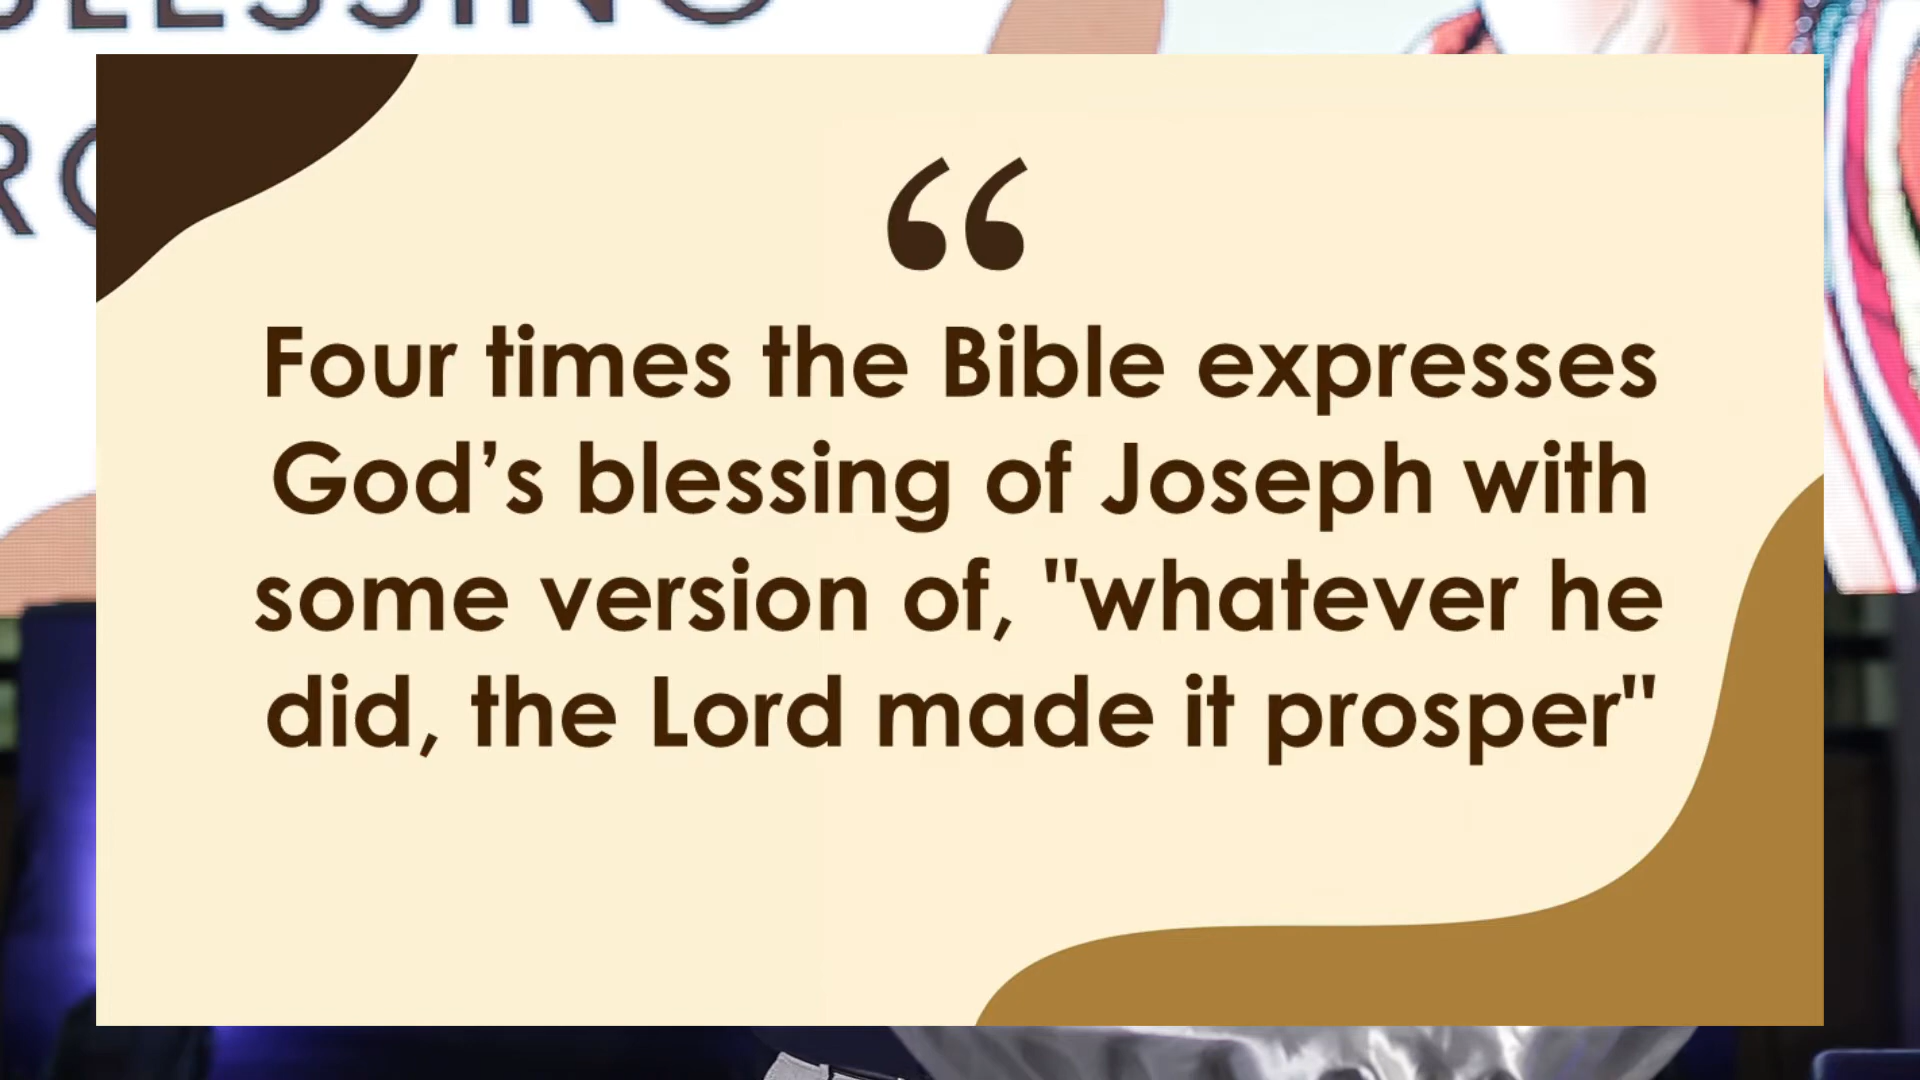 “
Four times the Bible expresses
God’s blessing of Joseph with
some version of, "whatever he
did, the Lord made it prosper"